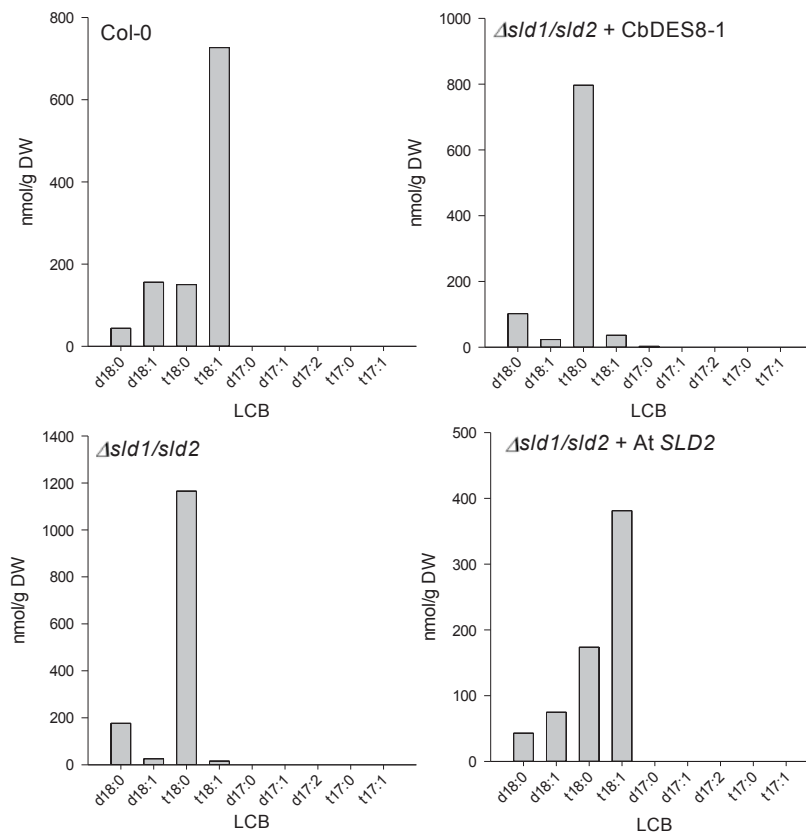 Col-0
nmol/g DW
800
600
400
200
0
d18:0 d18:1 t18:0 t18:1 d17:0 d17:1 d17:2 t17:0 t17:1
LCB
Δsld1/sld2 + CbDES8-1
nmol/g DW
1000
800
600
400
200
0
d18:0 d18:1 t18:0 t18:1 d17:0 d17:1 d17:2 t17:0 t17:1
LCB
Δsld1/sld2
nmol/g DW
1400
1200
1000
800
600
400
200
0
d18:0 d18:1 t18:0 t18:1 d17:0 d17:1 d17:2 t17:0 t17:1
LCB
Δsld1/sld2 + At SLD2
nmol/g DW
500
400
300
200
100
0
d18:0 d18:1 t18:0 t18:1 d17:0 d17:1 d17:2 t17:0 t17:1
LCB